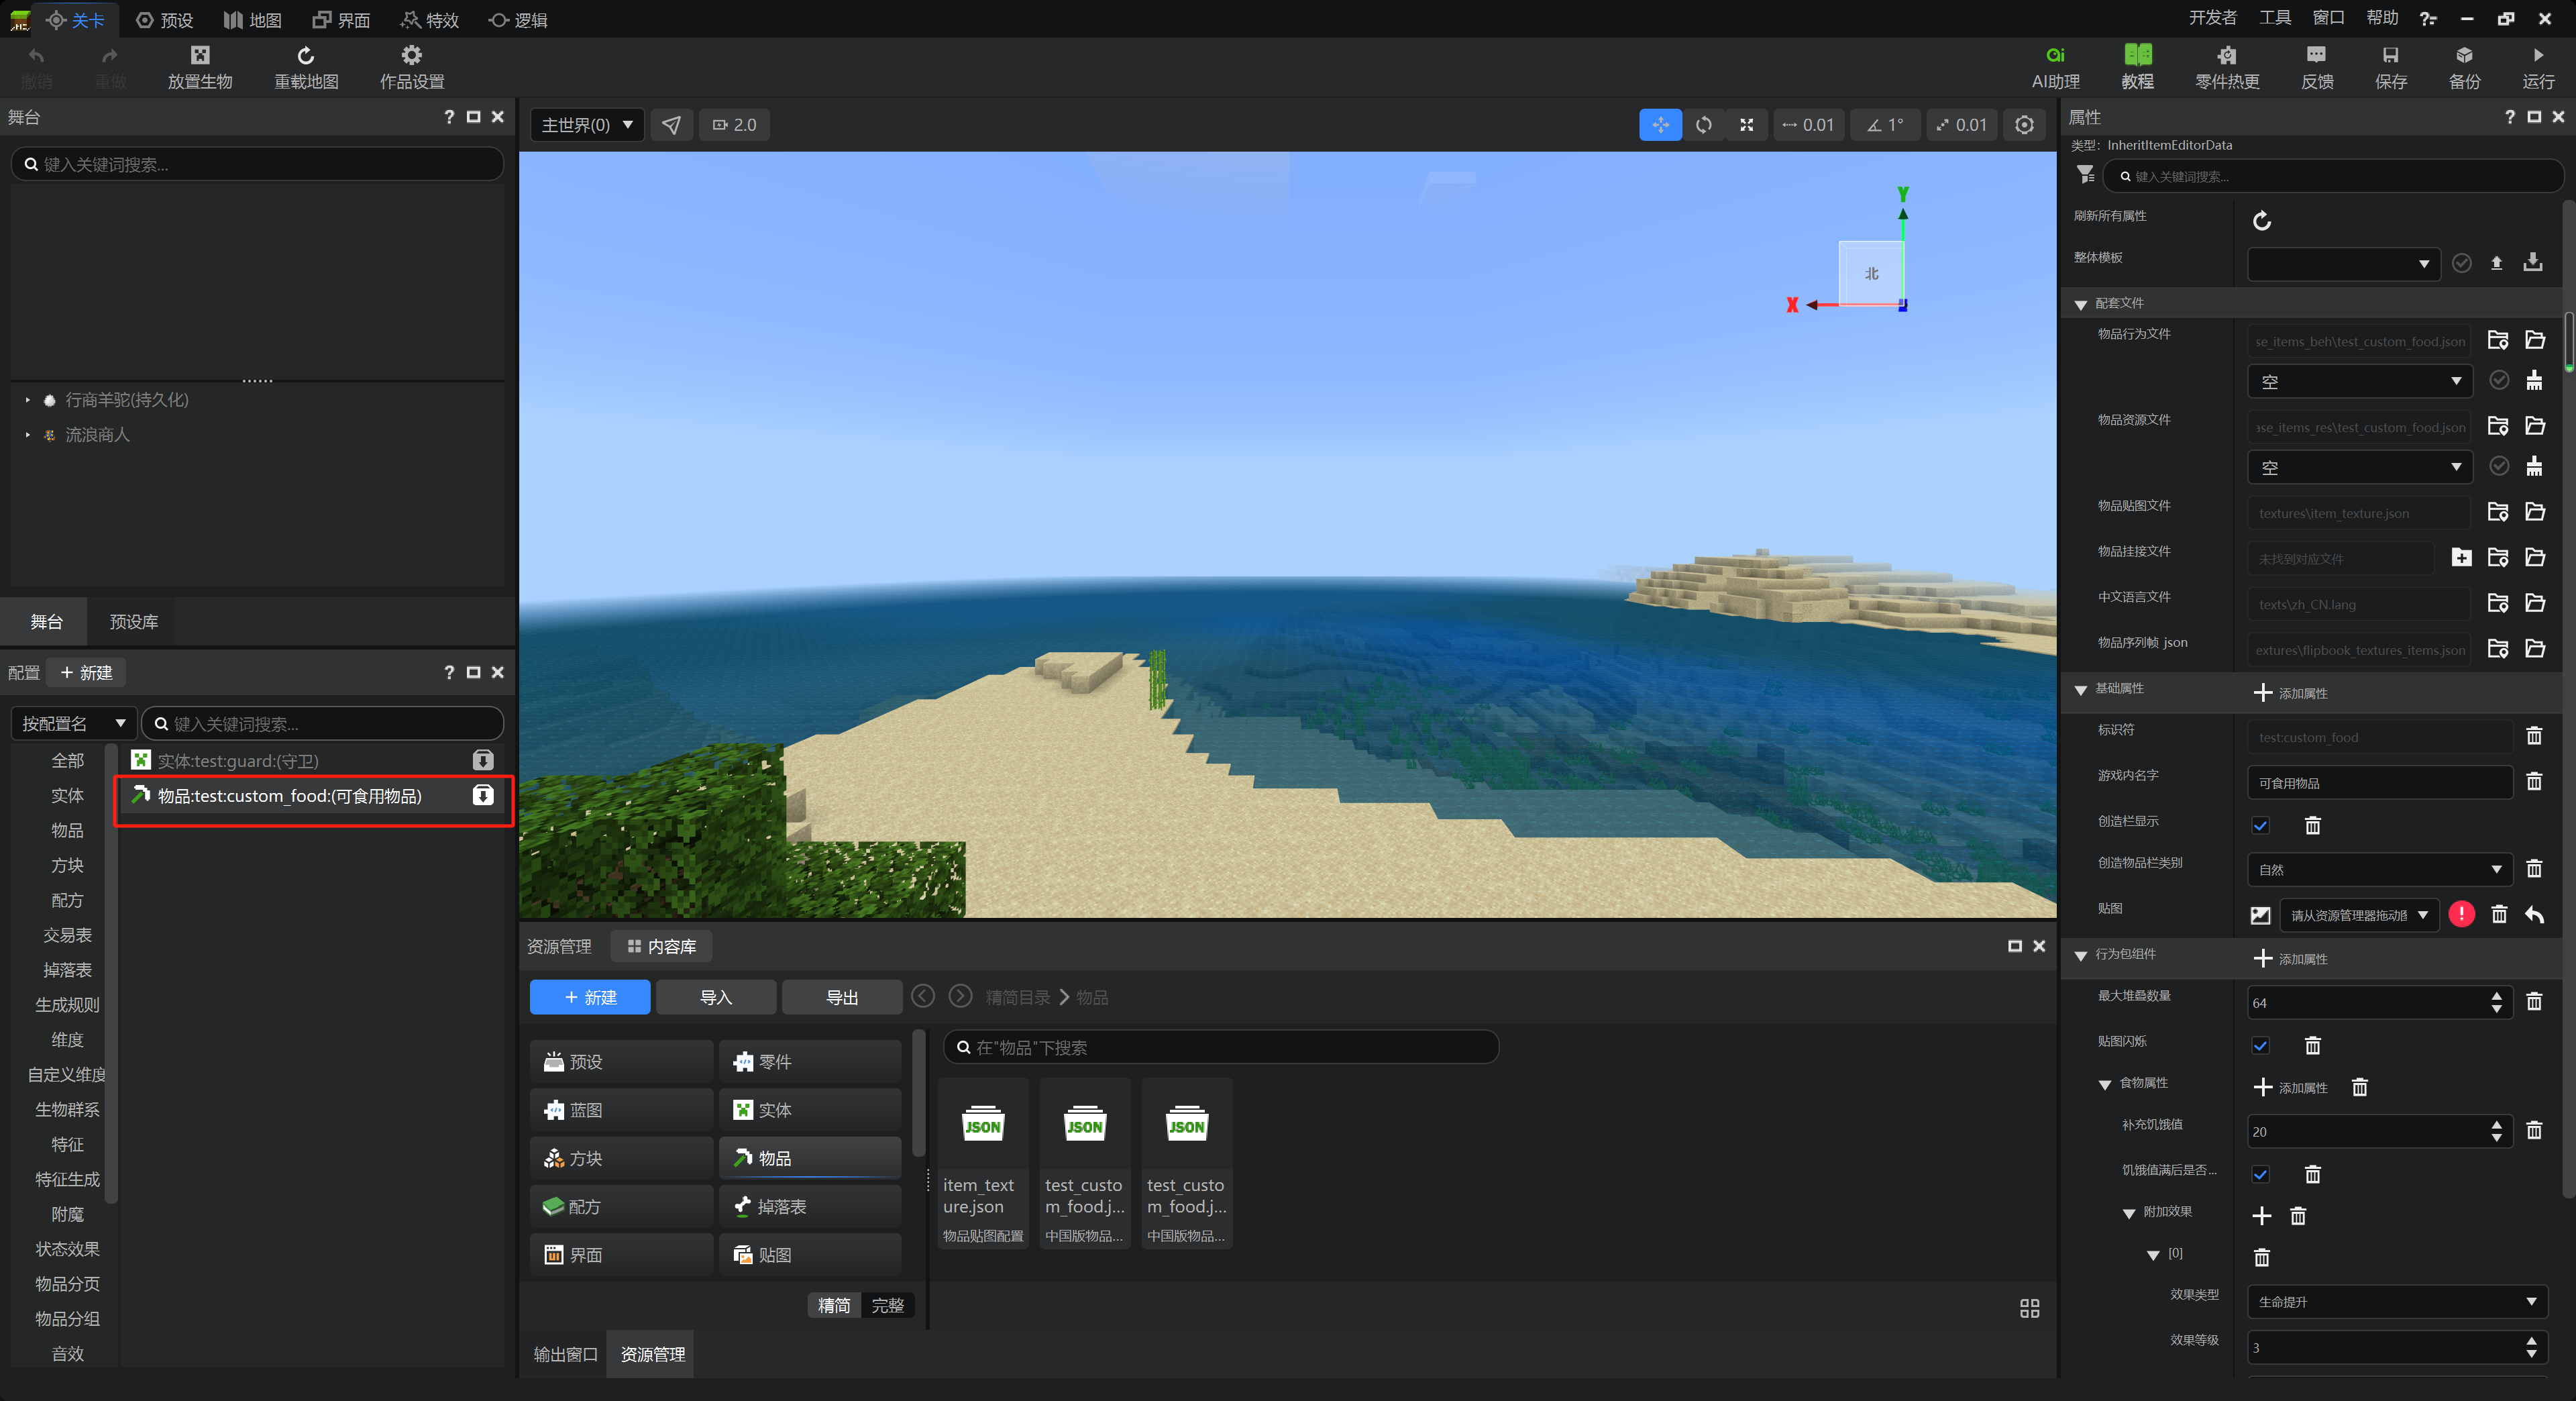 关卡
预设
地图
界面
特效
逻辑
开发者
工具
窗口
帮助
撤销
重做
放置生物
重载地图
作品设置
AI助理
教程
零件热更
反馈
保存
备份
运行
舞台
键入关键词搜索...
行商羊驼(持久化)
流浪商人
舞台
预设库
配置
新建
按配置名
键入关键词搜索...
全部
实体
物品
方块
配方
交易表
掉落表
生成规则
维度
自定义维度
生物群系
特征
特征生成
附魔
状态效果
物品分页
物品分组
音效
实体:test:guard:(守卫)
物品:test:custom_food:(可食用物品)
主世界(0)
2.0
0.01
1°
0.01
Y
北
X
资源管理
内容库
新建
导入
导出
精简目录
物品
预设
零件
蓝图
实体
方块
物品
配方
掉落表
界面
贴图
精简
完整
在"物品"下搜索
JSON
JSON
JSON
item_text
ure.json
物品贴图配置
test_custo
m_food.j...
中国版物品...
test_custo
m_food.j...
中国版物品...
输出窗口
资源管理
属性
类型: InheritItemEditorData
键入关键词搜索...
刷新所有属性
整体模板
配套文件
物品行为文件
se_items_beh\test_custom_food.json
空
物品资源文件
ase_items_res\test_custom_food.json
空
物品贴图文件
textures\item_texture.json
物品挂接文件
未找到对应文件
中文语言文件
texts\zh_CN.lang
物品序列帧 json
extures\flipbook_textures_items.json
基础属性
添加属性
标识符
test:custom_food
游戏内名字
可食用物品
创造栏显示
创造物品栏类别
自然
贴图
请从资源管理器拖动图
行为包组件
添加属性
最大堆叠数量
64
贴图闪烁
食物属性
添加属性
补充饥饿值
20
饥饿值满后是否...
附加效果
[0]
效果类型
生命提升
效果等级
3